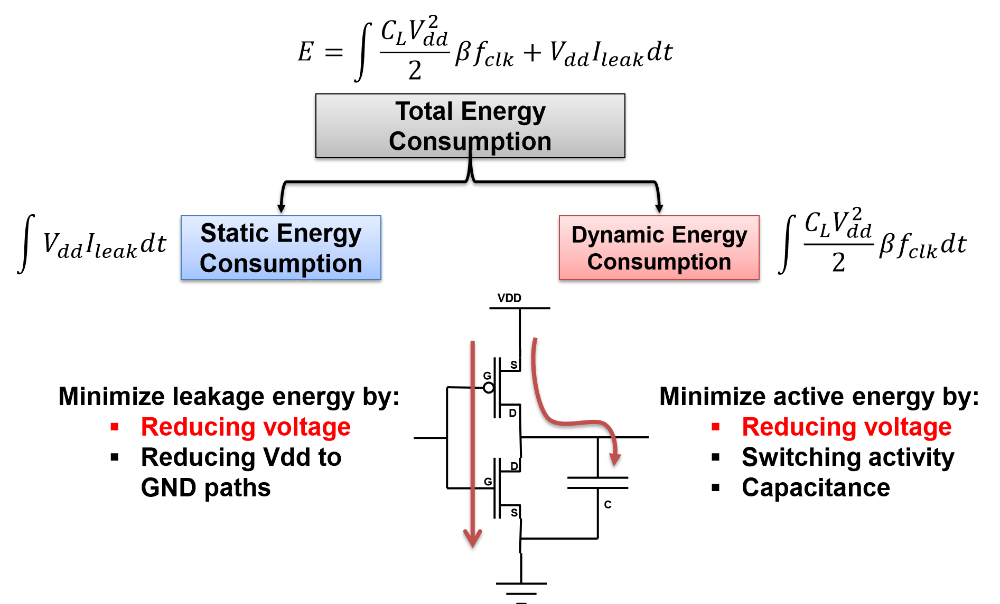 E = ∫ C_L V_dd^2 / 2 β f_clk + V_dd I_leak dt
Total Energy
Consumption
∫ V_dd I_leak dt
Static Energy
Consumption
Dynamic Energy
Consumption
∫ C_L V_dd^2 / 2 β f_clk dt
VDD
S
G
D
Minimize leakage energy by:
▪ Reducing voltage
▪ Reducing Vdd to
GND paths
D
G
S
C
Minimize active energy by:
▪ Reducing voltage
▪ Switching activity
▪ Capacitance